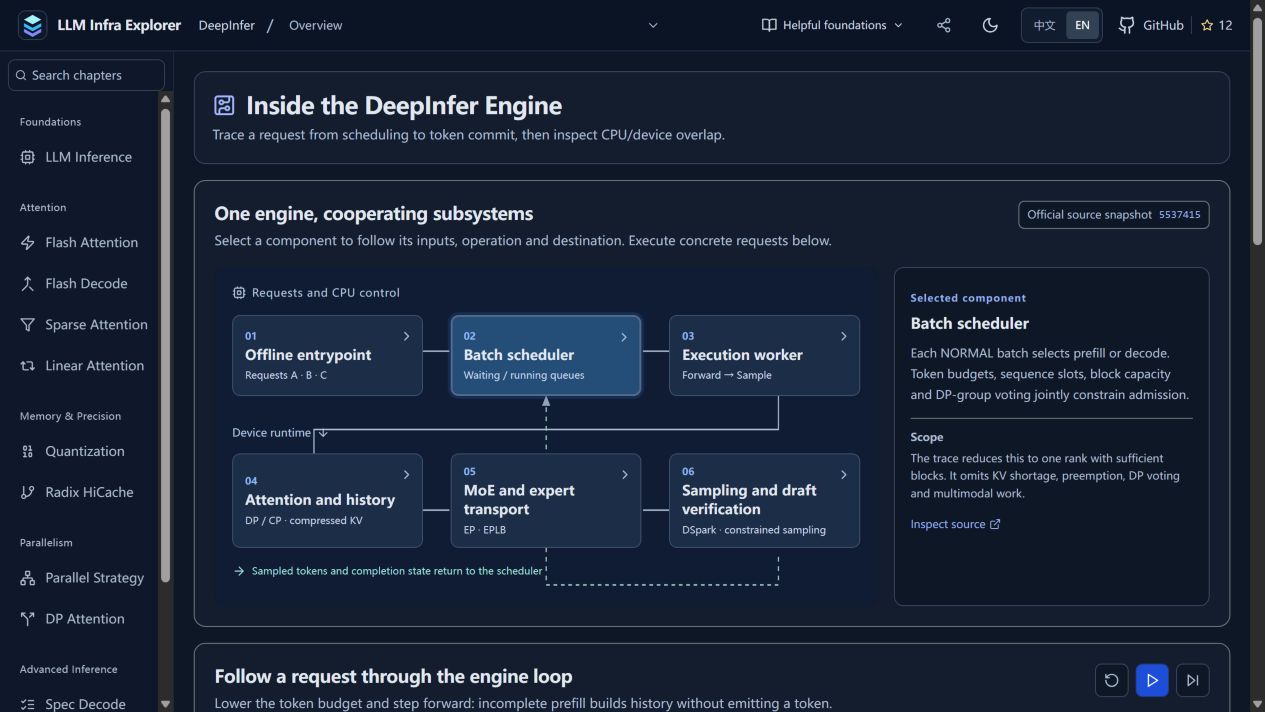 LLM Infra Explorer
DeepInfer / Overview
Helpful foundations
中文
EN
GitHub
12
Search chapters
Foundations
LLM Inference
Attention
Flash Attention
Flash Decode
Sparse Attention
Linear Attention
Memory & Precision
Quantization
Radix HiCache
Parallelism
Parallel Strategy
DP Attention
Advanced Inference
Spec Decode
Inside the DeepInfer Engine
Trace a request from scheduling to token commit, then inspect CPU/device overlap.
One engine, cooperating subsystems
Select a component to follow its inputs, operation and destination. Execute concrete requests below.
Official source snapshot 5537415
Requests and CPU control
01
Offline entrypoint
Requests A · B · C
02
Batch scheduler
Waiting / running queues
03
Execution worker
Forward → Sample
Device runtime
04
Attention and history
DP / CP · compressed KV
05
MoE and expert
transport
EP · EPLB
06
Sampling and draft
verification
DSpark · constrained sampling
→ Sampled tokens and completion state return to the scheduler
Selected component
Batch scheduler
Each NORMAL batch selects prefill or decode.
Token budgets, sequence slots, block capacity
and DP-group voting jointly constrain admission.
Scope
The trace reduces this to one rank with sufficient
blocks. It omits KV shortage, preemption, DP voting
and multimodal work.
Inspect source
Follow a request through the engine loop
Lower the token budget and step forward: incomplete prefill builds history without emitting a token.